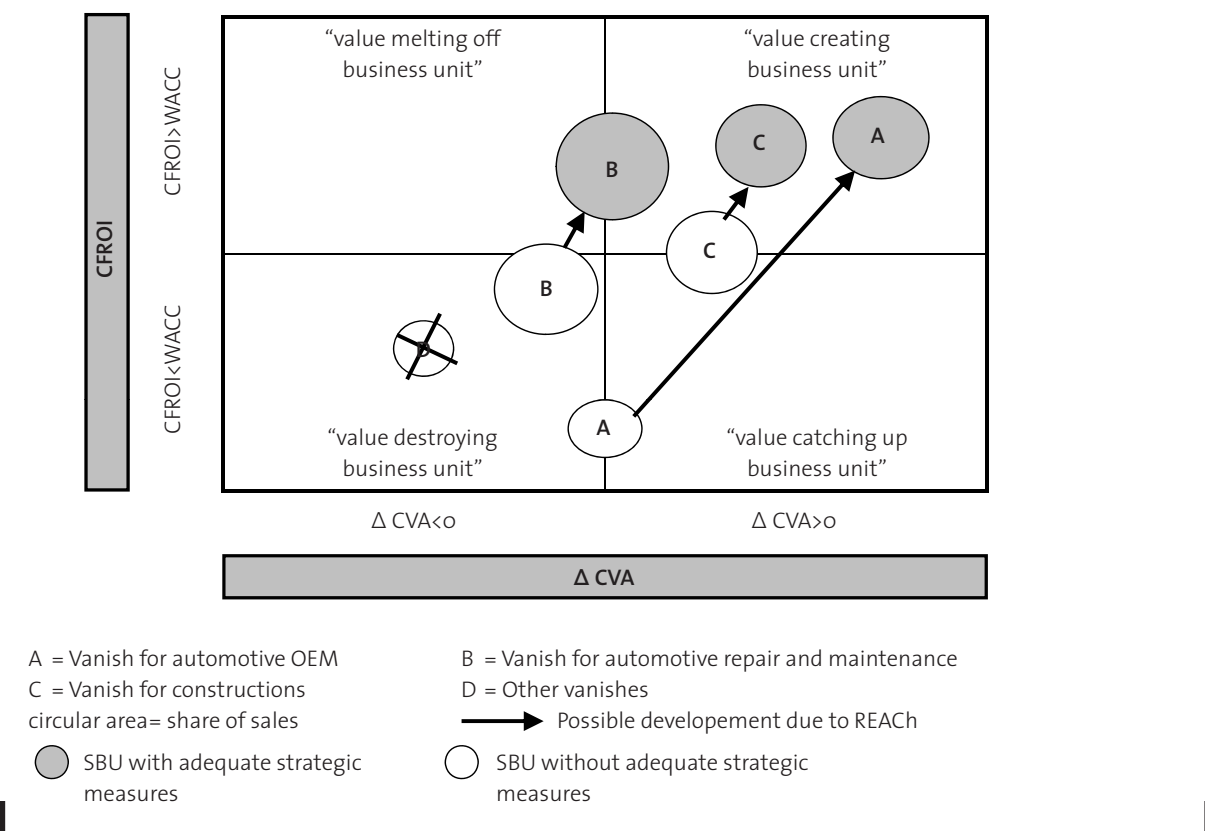 “value melting off
business unit”
“value creating
business unit”
CFROI>WACC
CFROI
CFROI<WACC
B
C
A
B
C
D
A
“value destroying
business unit”
“value catching up
business unit”
Δ CVA<0
Δ CVA>0
Δ CVA
A = Vanish for automotive OEM
B = Vanish for automotive repair and maintenance
C = Vanish for constructions
D = Other vanishes
circular area= share of sales
Possible developement due to REACh
SBU with adequate strategic
measures
SBU without adequate strategic
measures